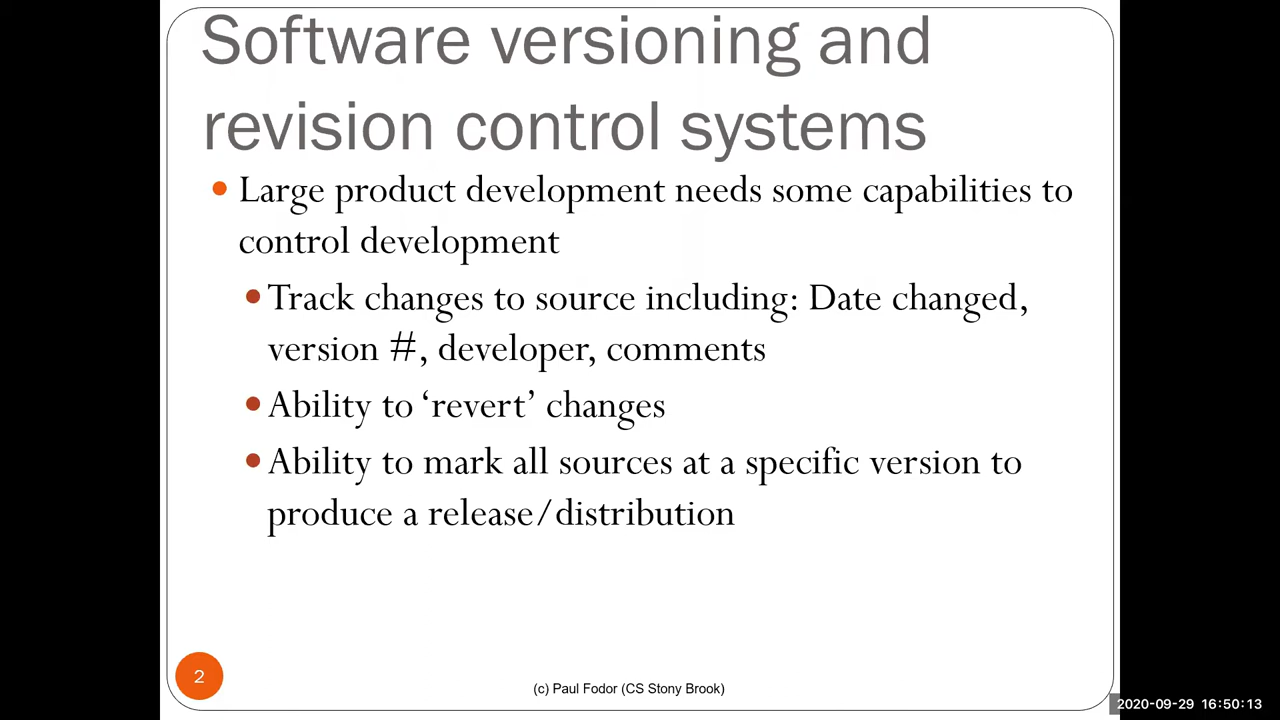 Software versioning and
revision control systems
• Large product development needs some capabilities to
control development
• Track changes to source including: Date changed,
version #, developer, comments
• Ability to ‘revert’ changes
• Ability to mark all sources at a specific version to
produce a release/distribution
2
(c) Paul Fodor (CS Stony Brook)
2020-09-29 16:50:13